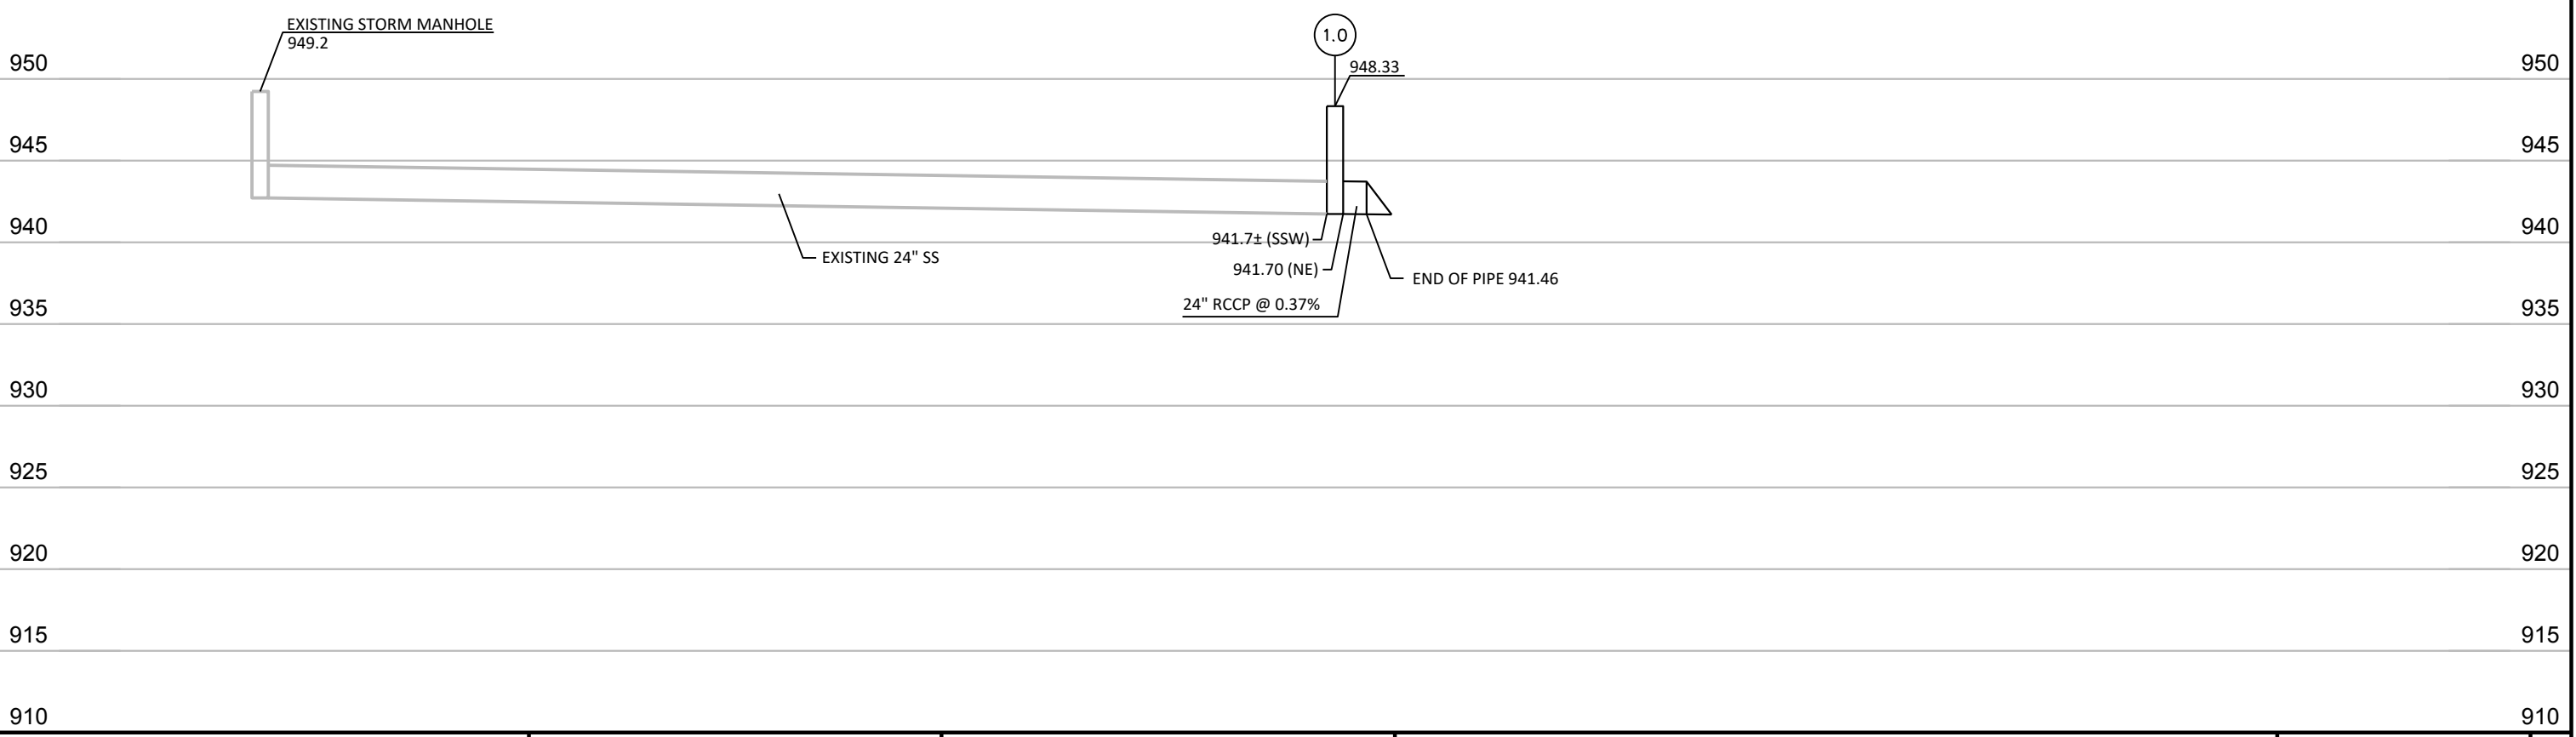 EXISTING STORM MANHOLE
949.2
1.0
948.33
950 950
945 945
940 940
941.7± (SSW)
EXISTING 24" SS
941.70 (NE)
END OF PIPE 941.46
24" RCCP @ 0.37%
935 935
930 930
925 925
920 920
915 915
910 910